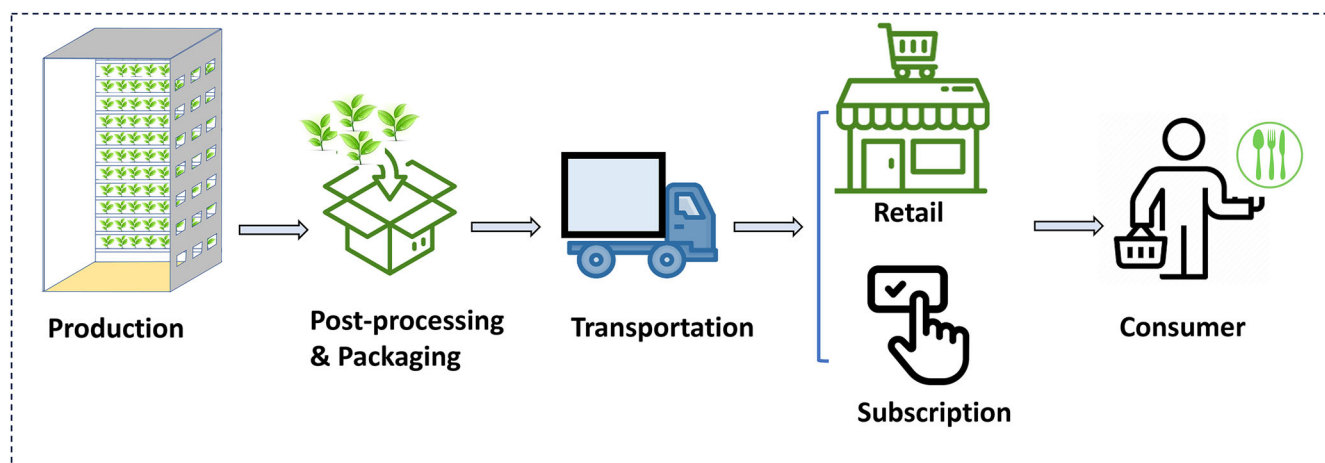 Production
Post-processing
& Packaging
Transportation
Retail
Subscription
Consumer